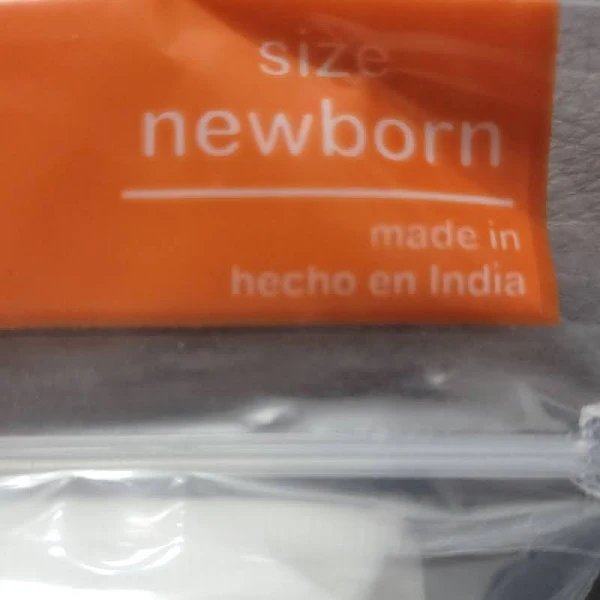 size
newborn
made in
hecho en India